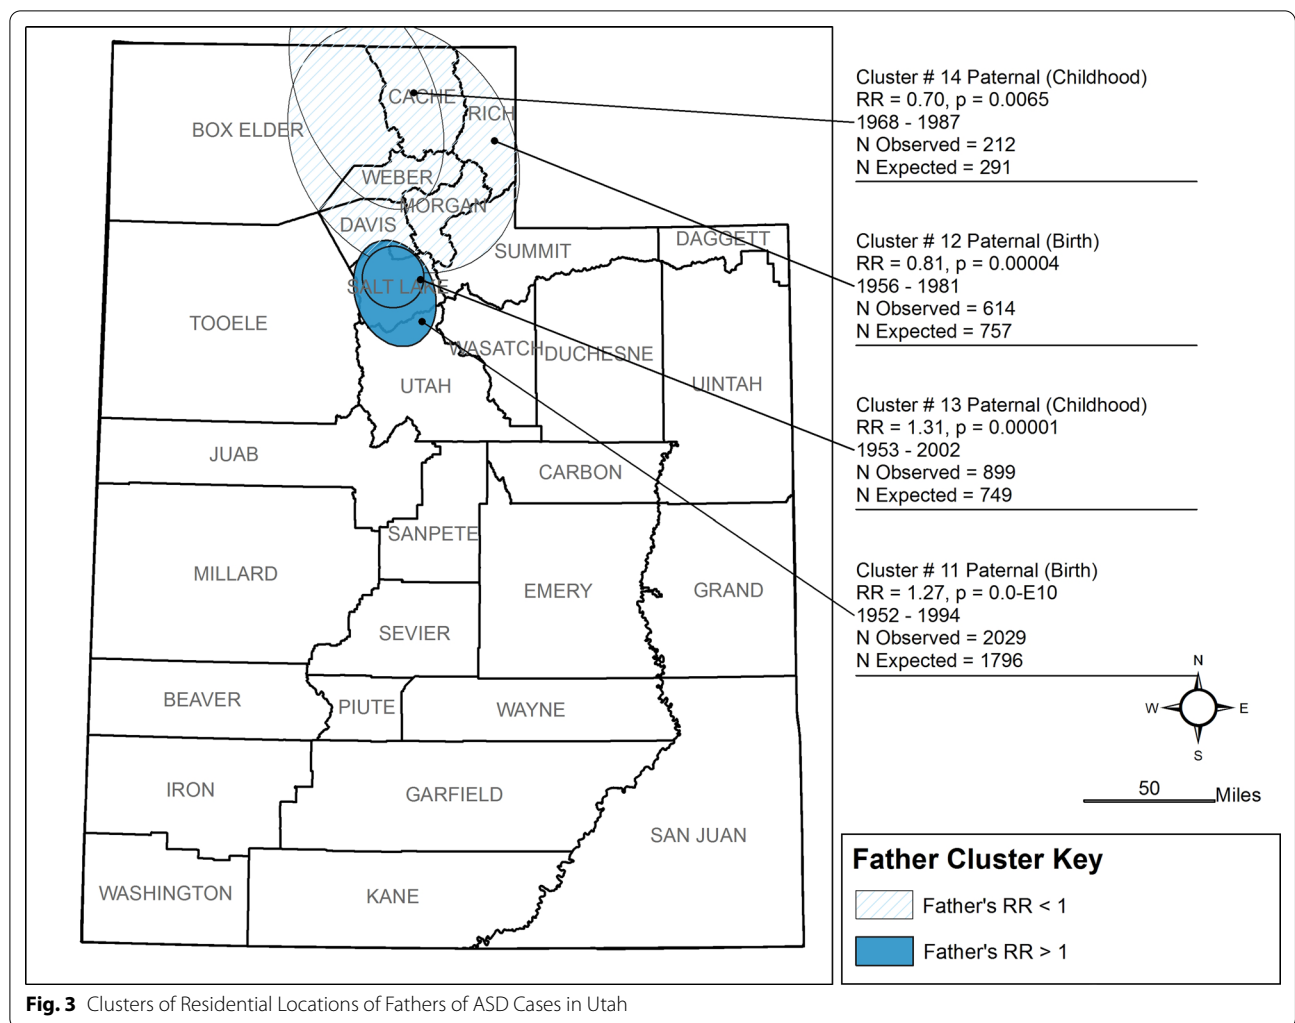 CACHE
RICH
BOX ELDER
WEBER
MORGAN
DAVIS
SUMMIT
DAGGETT
SALT LAKE
TOOELE
WASATCH
DUCHESNE
UINTAH
UTAH
JUAB
CARBON
SANPETE
MILLARD
EMERY
GRAND
SEVIER
BEAVER
PIUTE
WAYNE
IRON
GARFIELD
SAN JUAN
WASHINGTON
KANE
Cluster # 14 Paternal (Childhood)
RR = 0.70, p = 0.0065
1968 - 1987
N Observed = 212
N Expected = 291
Cluster # 12 Paternal (Birth)
RR = 0.81, p = 0.00004
1956 - 1981
N Observed = 614
N Expected = 757
Cluster # 13 Paternal (Childhood)
RR = 1.31, p = 0.00001
1953 - 2002
N Observed = 899
N Expected = 749
Cluster # 11 Paternal (Birth)
RR = 1.27, p = 0.0-E10
1952 - 1994
N Observed = 2029
N Expected = 1796
N
W E
S
50 Miles
Father Cluster Key
Father's RR < 1
Father's RR > 1
Fig. 3 Clusters of Residential Locations of Fathers of ASD Cases in Utah